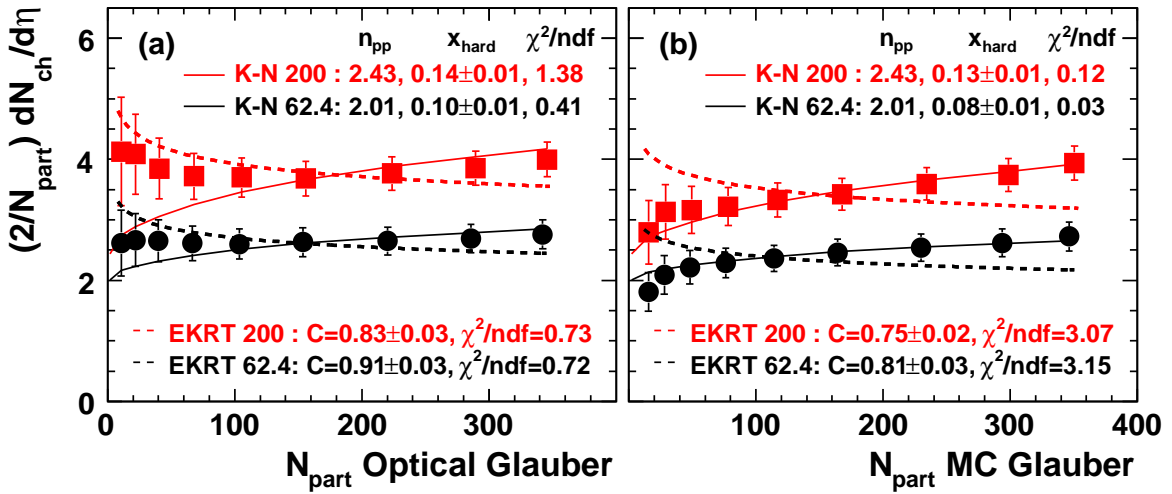 (2/N_part) dN_ch/dη
6
4
2
0
(a)
n_pp x_hard χ²/ndf
K-N 200 : 2.43, 0.14±0.01, 1.38
K-N 62.4: 2.01, 0.10±0.01, 0.41
EKRT 200 : C=0.83±0.03, χ²/ndf=0.73
EKRT 62.4: C=0.91±0.03, χ²/ndf=0.72
0 100 200 300
N_part Optical Glauber
(b)
n_pp x_hard χ²/ndf
K-N 200 : 2.43, 0.13±0.01, 0.12
K-N 62.4: 2.01, 0.08±0.01, 0.03
EKRT 200 : C=0.75±0.02, χ²/ndf=3.07
EKRT 62.4: C=0.81±0.03, χ²/ndf=3.15
100 200 300 400
N_part MC Glauber